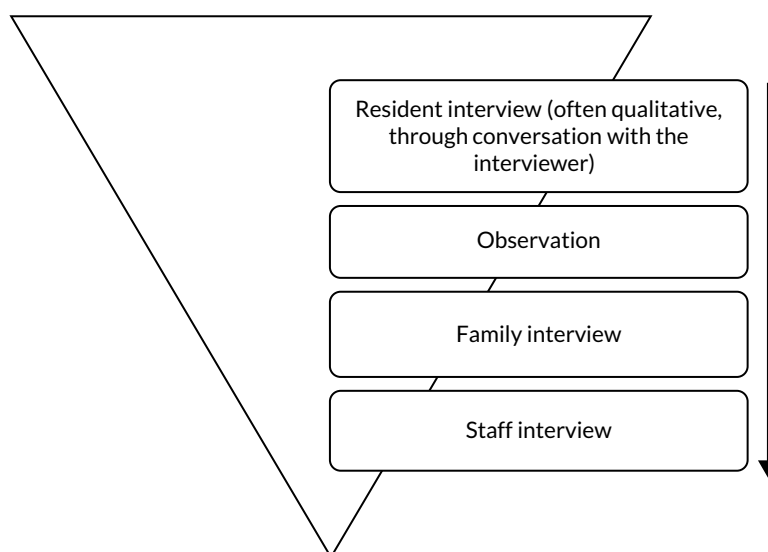 Resident interview (often qualitative,
through conversation with the
interviewer)
Observation
Family interview
Staff interview